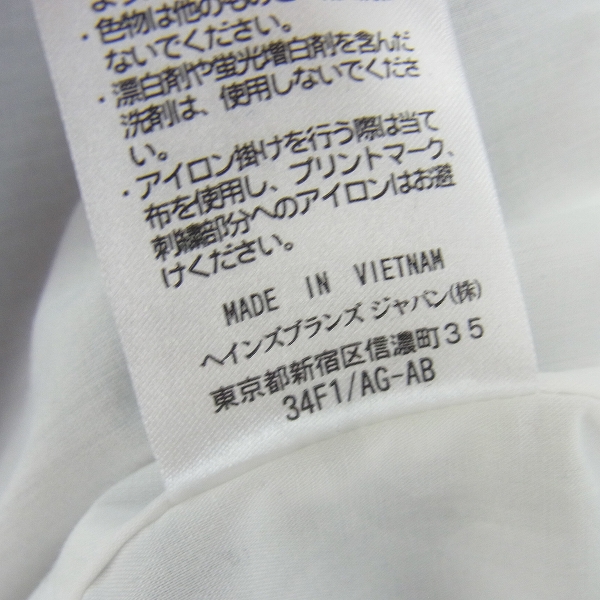 ・色物は他のものと
ないでください。
・漂白剤や蛍光増白剤を含んだ
洗剤は、使用しないでくださ
い。
・アイロン掛けを行う際は当て
布を使用し、プリントマーク、
刺繍部分へのアイロンはお避
けください。
MADE IN VIETNAM
ヘインズブランズ ジャパン(株)
東京都新宿区信濃町35
34F1/AG-AB